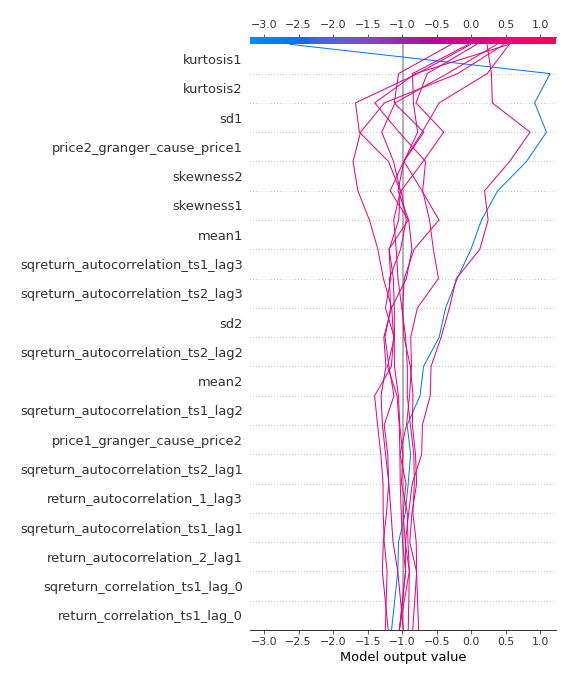 −3.0 −2.5 −2.0 −1.5 −1.0 −0.5 0.0 0.5 1.0
kurtosis1
kurtosis2
sd1
price2_granger_cause_price1
skewness2
skewness1
mean1
sqreturn_autocorrelation_ts1_lag3
sqreturn_autocorrelation_ts2_lag3
sd2
sqreturn_autocorrelation_ts2_lag2
mean2
sqreturn_autocorrelation_ts1_lag2
price1_granger_cause_price2
sqreturn_autocorrelation_ts2_lag1
return_autocorrelation_1_lag3
sqreturn_autocorrelation_ts1_lag1
return_autocorrelation_2_lag1
sqreturn_correlation_ts1_lag_0
return_correlation_ts1_lag_0
−3.0 −2.5 −2.0 −1.5 −1.0 −0.5 0.0 0.5 1.0
Model output value